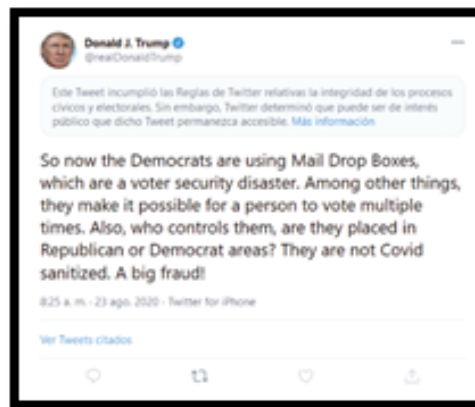 Donald J. Trump
@realDonaldTrump
Este Tweet incumplió las Reglas de Twitter relativas la integridad de los procesos
cívicos y electorales. Sin embargo, Twitter determinó que puede ser de interés
público que dicho Tweet permanezca accesible. Más información
So now the Democrats are using Mail Drop Boxes,
which are a voter security disaster. Among other things,
they make it possible for a person to vote multiple
times. Also, who controls them, are they placed in
Republican or Democrat areas? They are not Covid
sanitized. A big fraud!
8:25 a. m. · 23 ago. 2020 · Twitter for iPhone
Ver Tweets citados